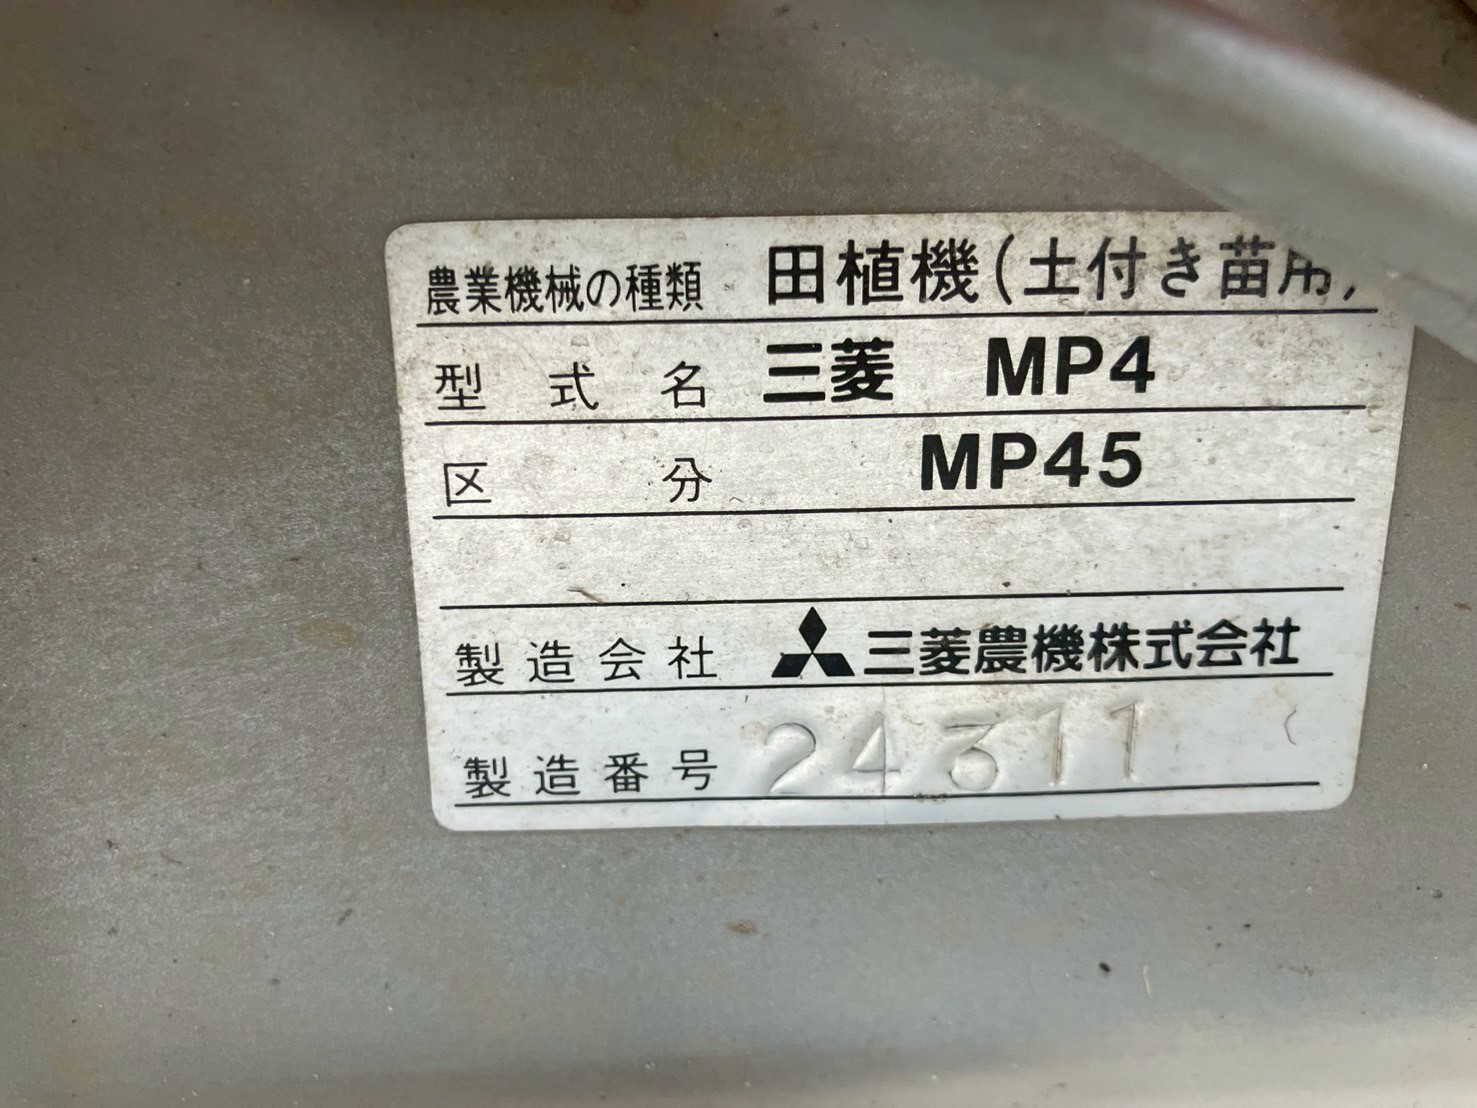 農業機械の種類 田植機(土付き苗用)
型式名 三菱 MP4
区分 MP45
製造会社 三菱農機株式会社
製造番号 24311